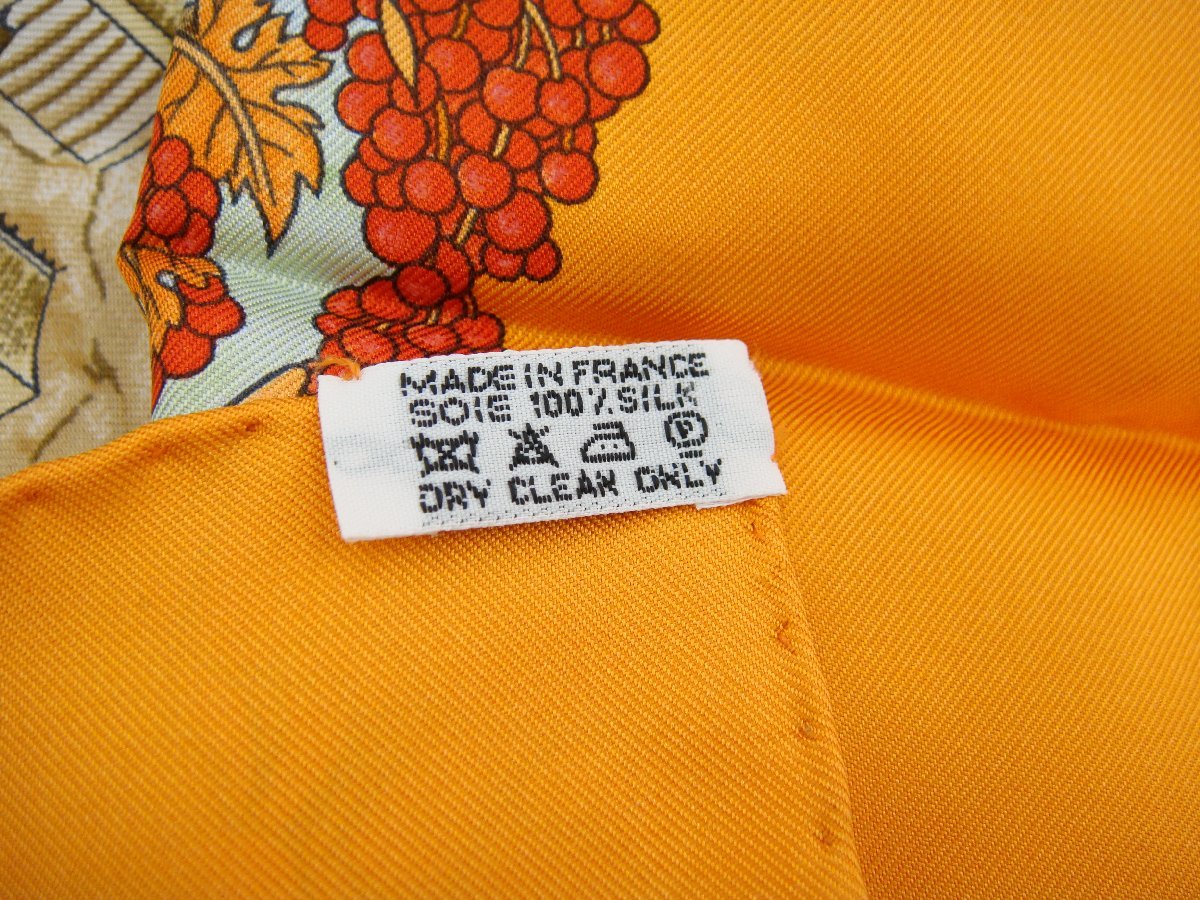 MADE IN FRANCE
SOIE 100% SILK
P
DRY CLEAN ONLY